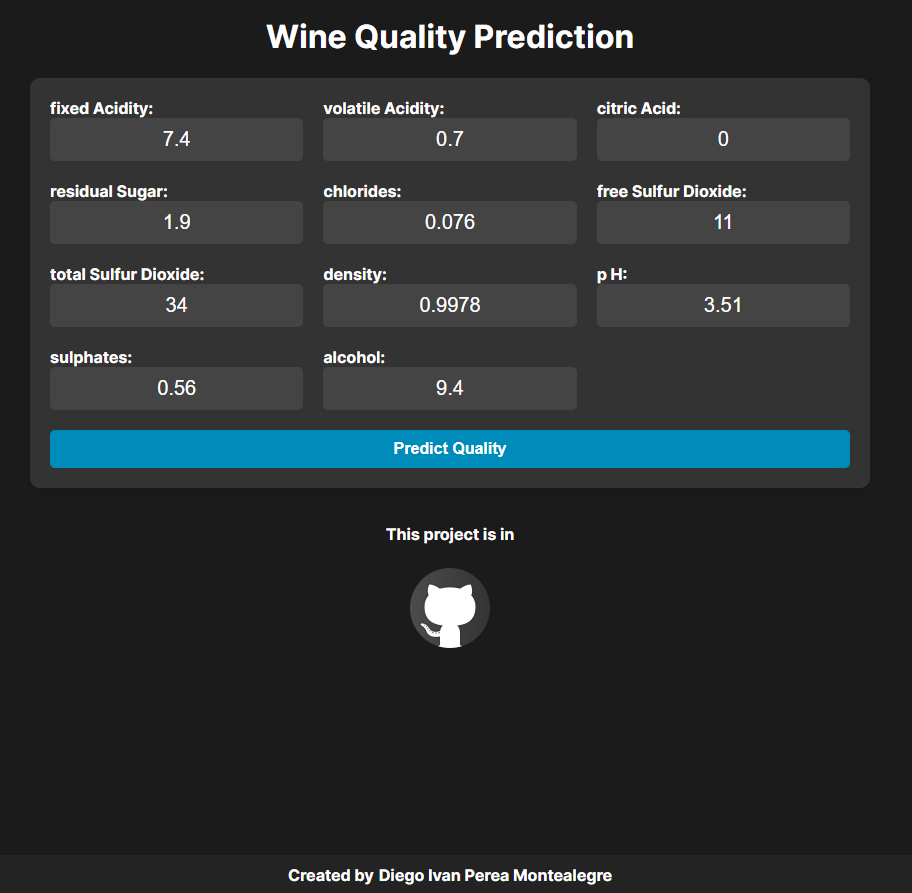 Wine Quality Prediction
fixed Acidity: volatile Acidity: citric Acid:
7.4 0.7 0
residual Sugar: chlorides: free Sulfur Dioxide:
1.9 0.076 11
total Sulfur Dioxide: density: p H:
34 0.9978 3.51
sulphates: alcohol:
0.56 9.4
Predict Quality
This project is in
Created by Diego Ivan Perea Montealegre